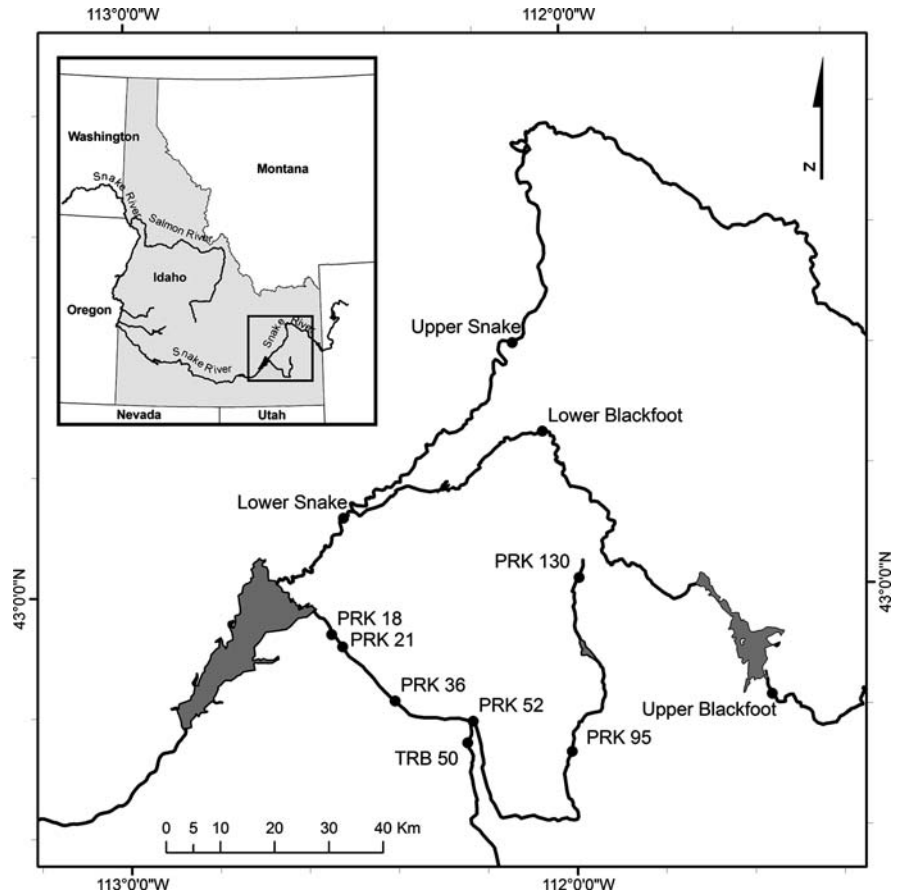 113°0'0"W 112°0'0"W
Washington
Montana
Snake River
Salmon River
Idaho
Oregon
Snake River
Snake River
Nevada Utah
N
Upper Snake
Lower Blackfoot
Lower Snake
PRK 130
43°0'0"N 43°0'0"N
PRK 18
PRK 21
PRK 36
PRK 52
Upper Blackfoot
TRB 50
PRK 95
0 5 10 20 30 40 Km
113°0'0"W 112°0'0"W